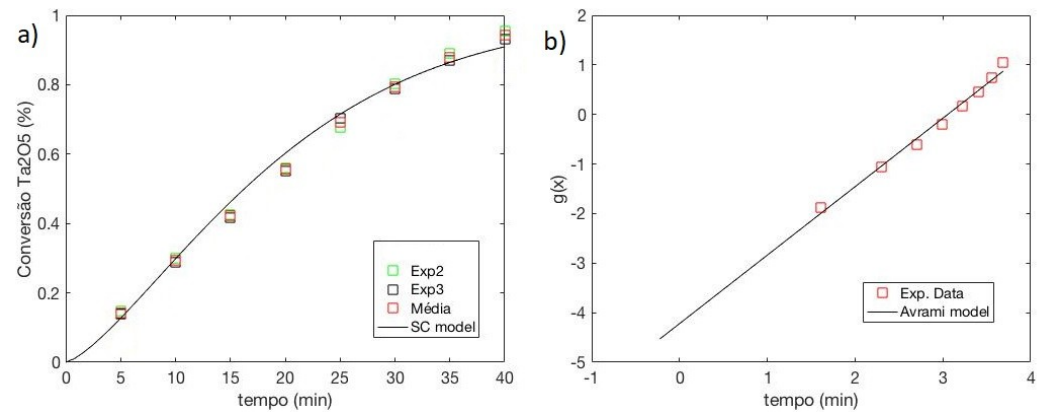 a)
Conversão Ta2O5 (%)
1
0.8
0.6
0.4
0.2
0
0 5 10 15 20 25 30 35 40
tempo (min)
Exp2
Exp3
Média
SC model
b)
g(x)
2
1
0
-1
-2
-3
-4
-5
-1 0 1 2 3 4
tempo (min)
Exp. Data
Avrami model